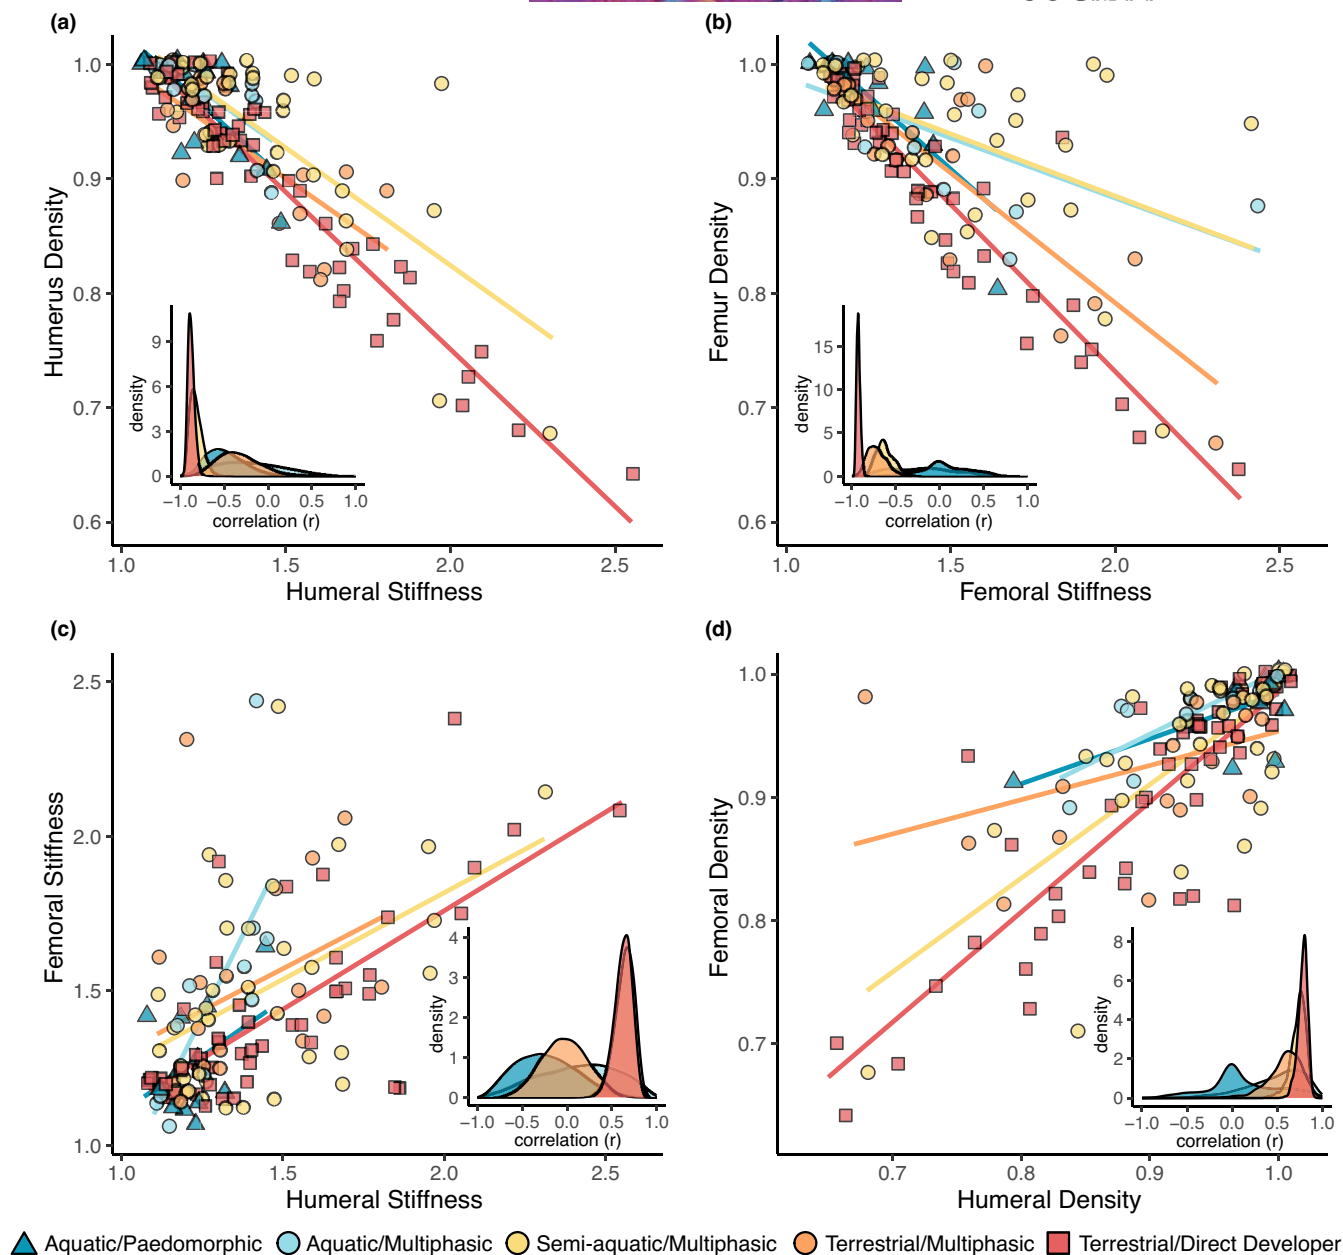 (a)
(b)
1.0
0.9
0.8
0.7
0.6
Humerus Density
9
6
3
0
density
−1.0 −0.5 0.0 0.5 1.0
correlation (r)
1.0 1.5 2.0 2.5
Humeral Stiffness
1.0
0.9
0.8
0.7
0.6
Femur Density
15
10
5
0
density
−1.0 −0.5 0.0 0.5 1.0
correlation (r)
1.0 1.5 2.0 2.5
Femoral Stiffness
(c)
(d)
2.5
2.0
1.5
1.0
Femoral Stiffness
4
3
2
1
0
density
−1.0 −0.5 0.0 0.5 1.0
correlation (r)
1.0 1.5 2.0 2.5
Humeral Stiffness
1.0
0.9
0.8
0.7
Femoral Density
8
6
4
2
0
density
−1.0 −0.5 0.0 0.5 1.0
correlation (r)
0.7 0.8 0.9 1.0
Humeral Density
Aquatic/Paedomorphic Aquatic/Multiphasic Semi-aquatic/Multiphasic Terrestrial/Multiphasic Terrestrial/Direct Developer